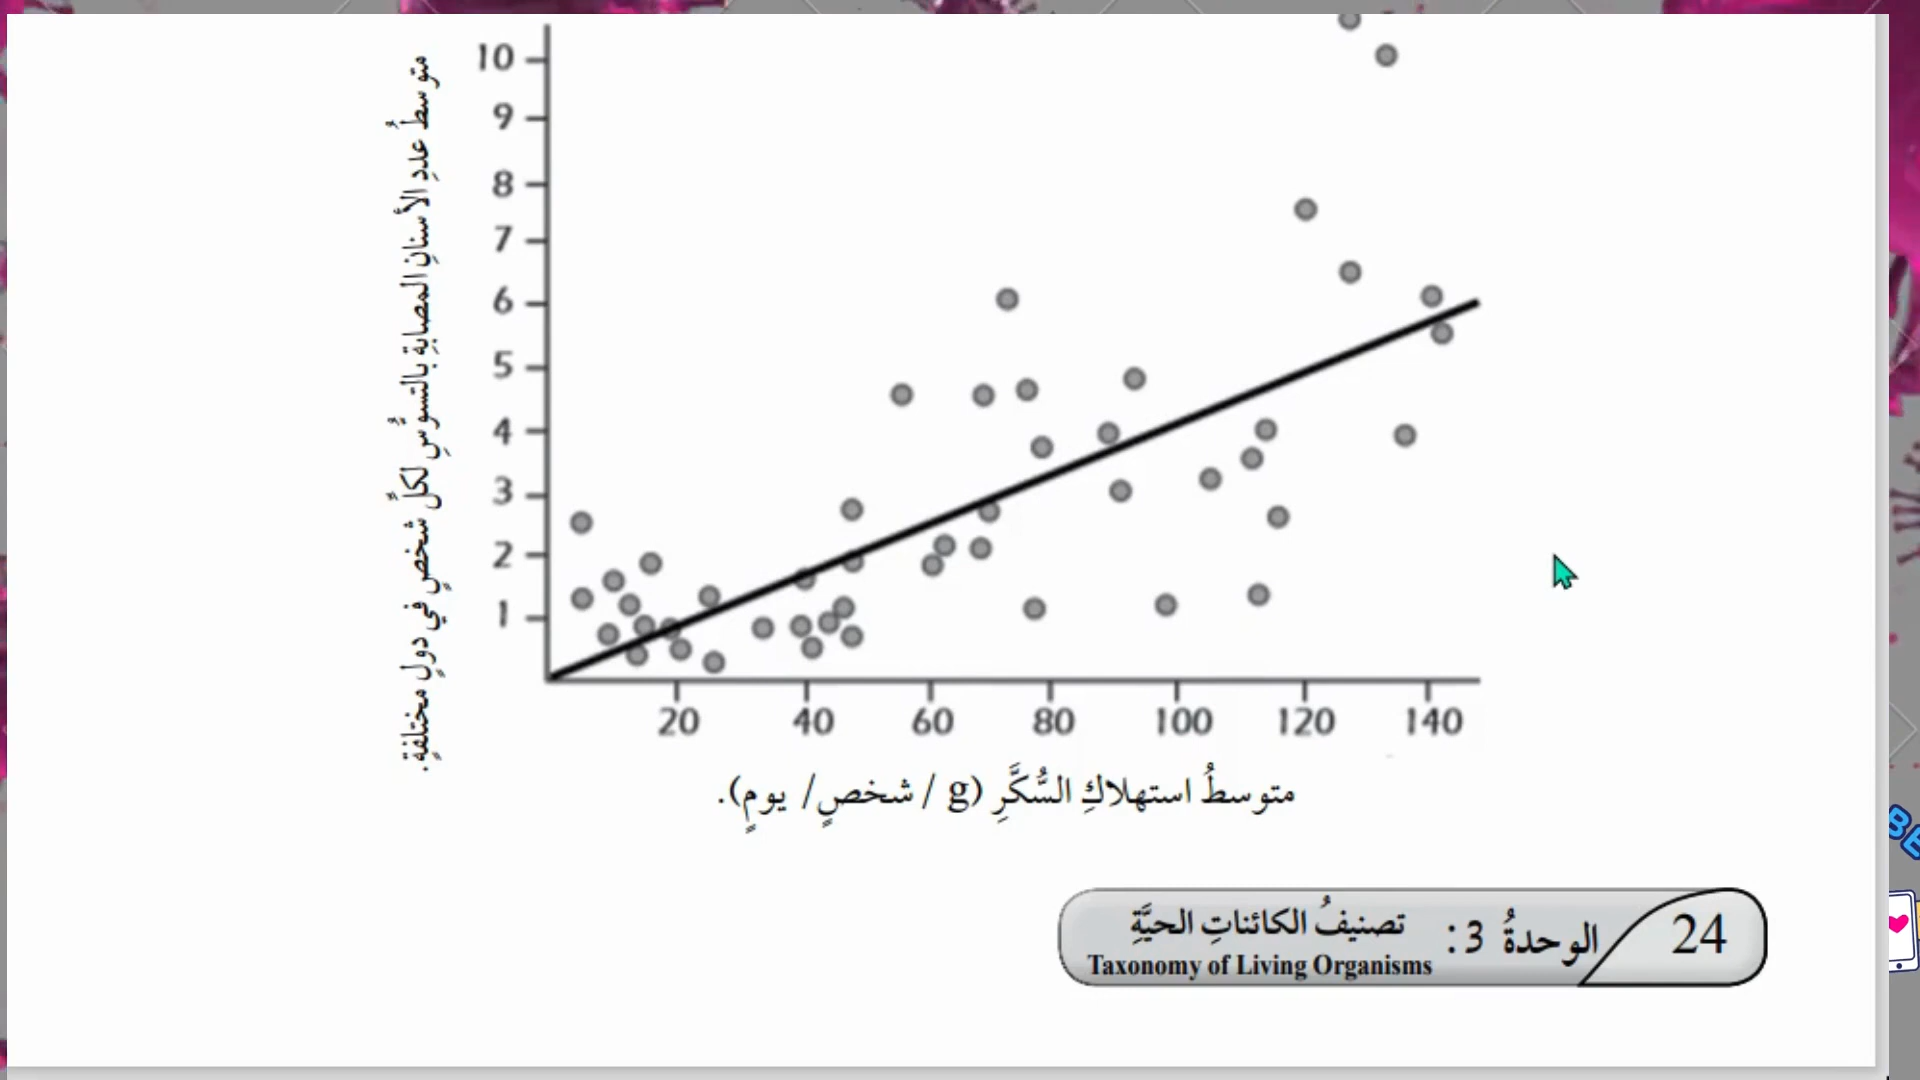 10
9
8
7
6
5
4
3
2
1
متوسطُ عددِ الأسنانِ المصابةِ بالتسوُّسِ لكلِّ شخصٍ في دولٍ مختلفةٍ.
20 40 60 80 100 120 140
متوسطُ استهلاكِ السُّكَّرِ (g / شخصٍ/ يومٍ).
24
الوحدةُ 3 : تصنيفُ الكائناتِ الحيَّةِ
Taxonomy of Living Organisms
BE